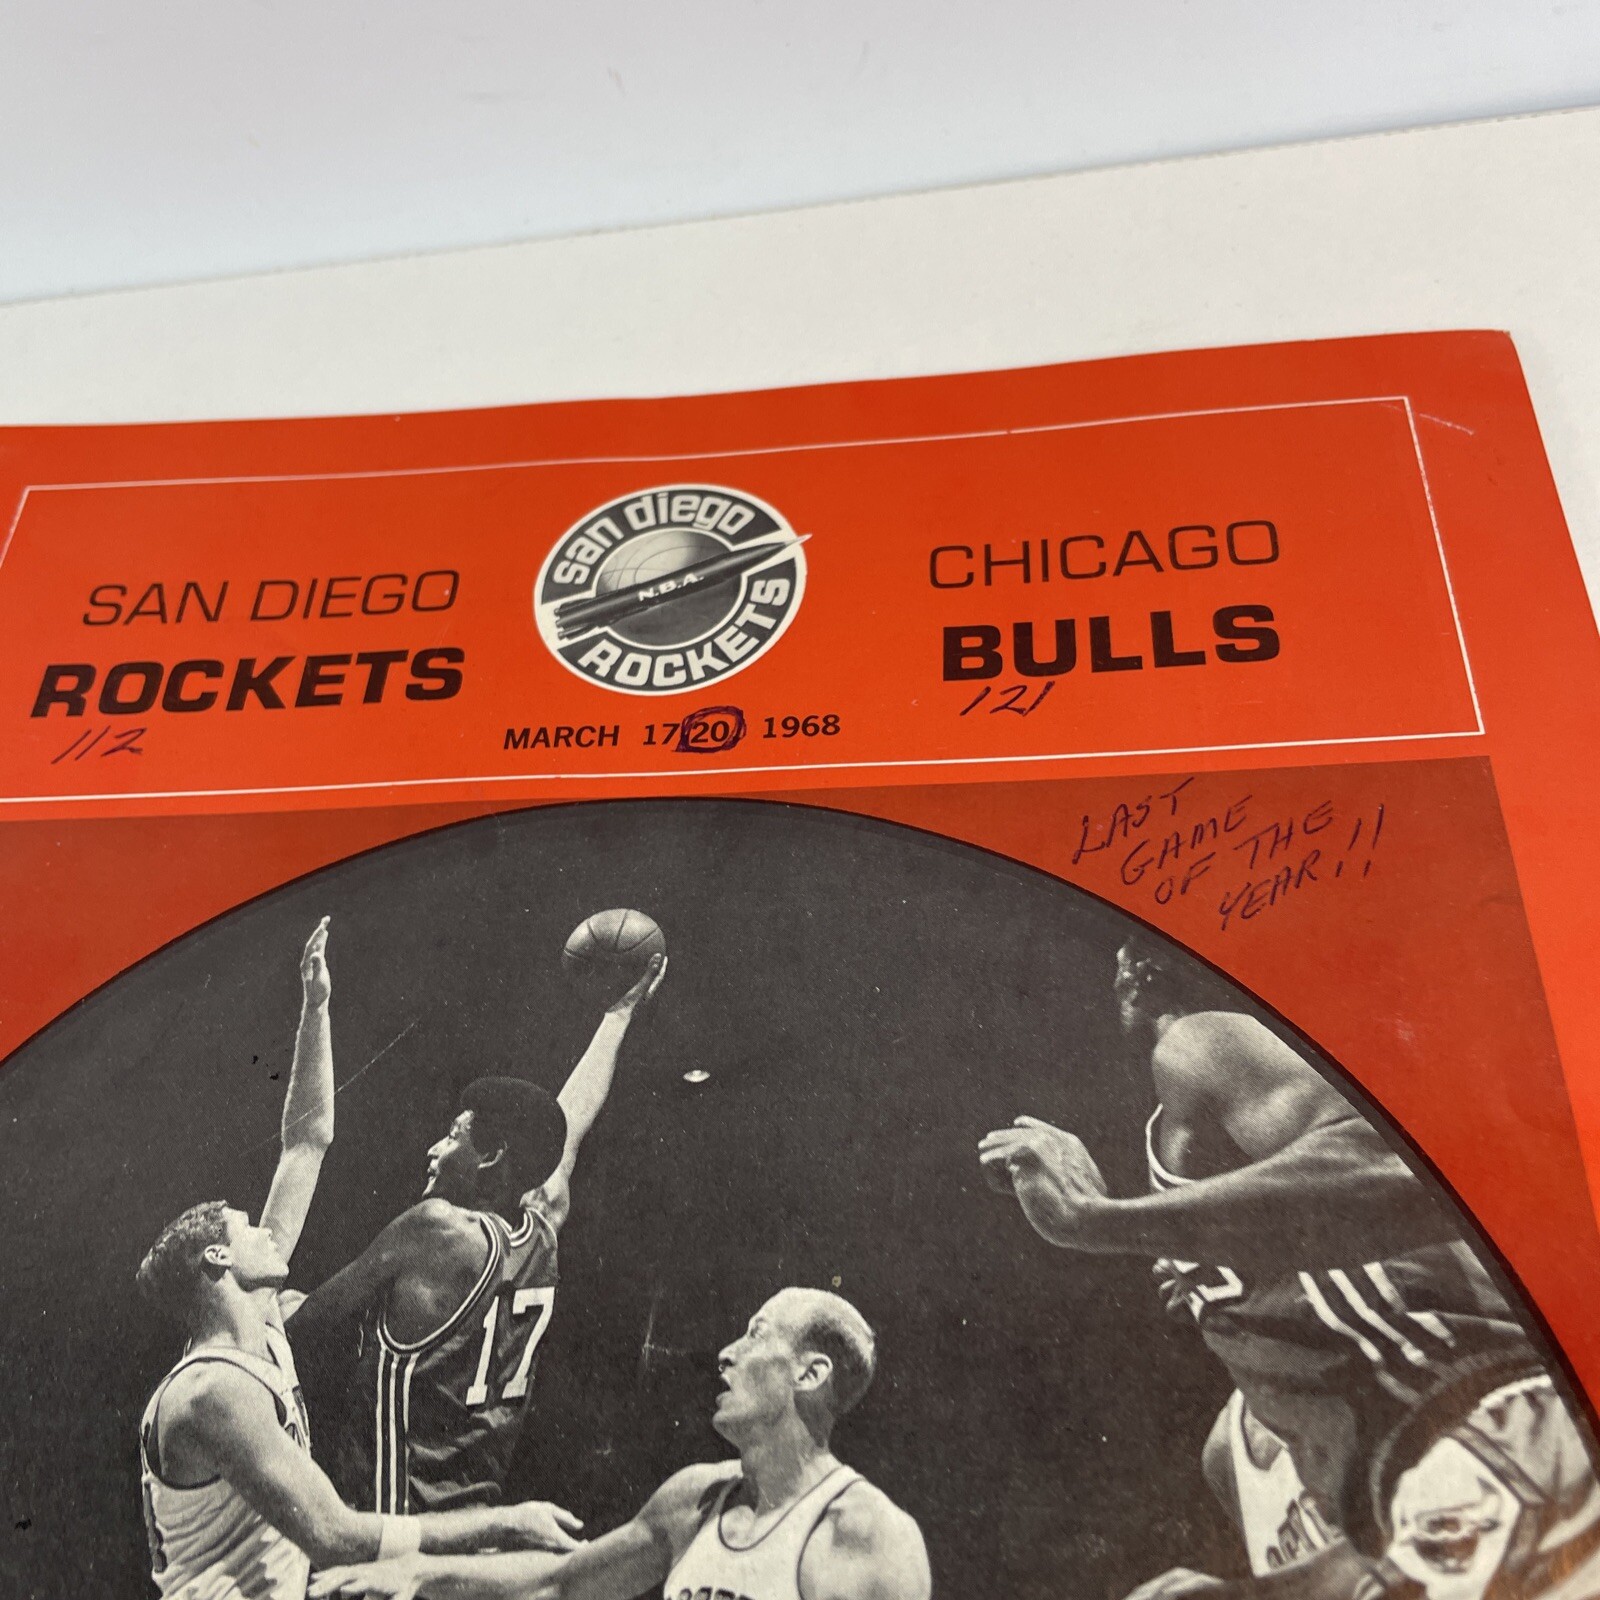 SAN DIEGO
ROCKETS
112
san diego
N.B.A.
ROCKETS
MARCH 17, 20, 1968
CHICAGO
BULLS
121
LAST
GAME
OF THE
YEAR!!
17